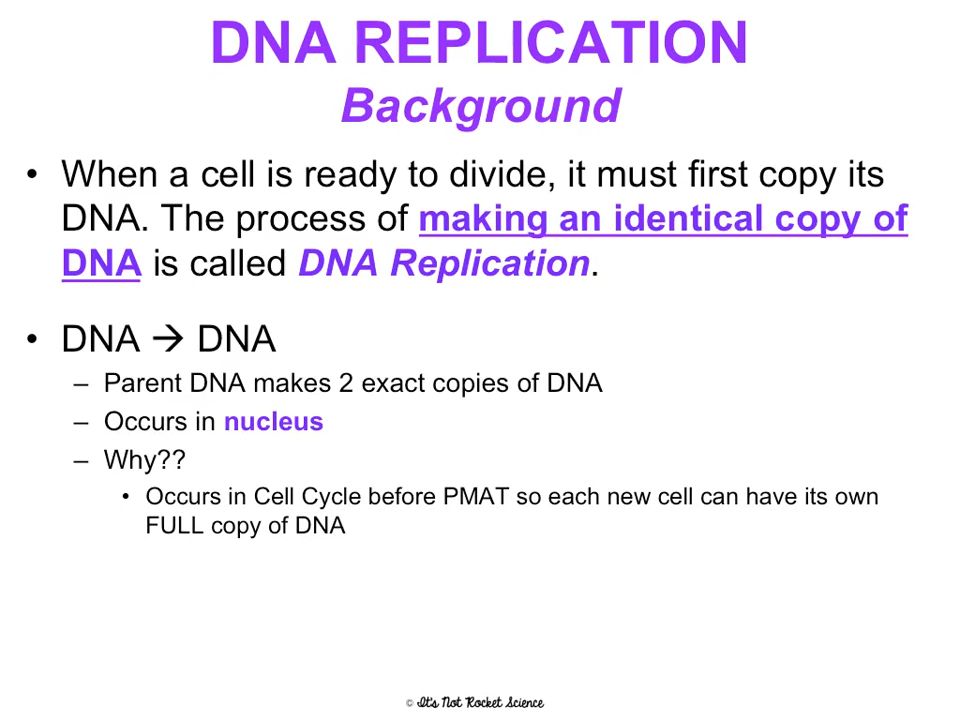 DNA REPLICATION
Background
• When a cell is ready to divide, it must first copy its
DNA. The process of making an identical copy of
DNA is called DNA Replication.
• DNA → DNA
– Parent DNA makes 2 exact copies of DNA
– Occurs in nucleus
– Why??
• Occurs in Cell Cycle before PMAT so each new cell can have its own
FULL copy of DNA
© It's Not Rocket Science